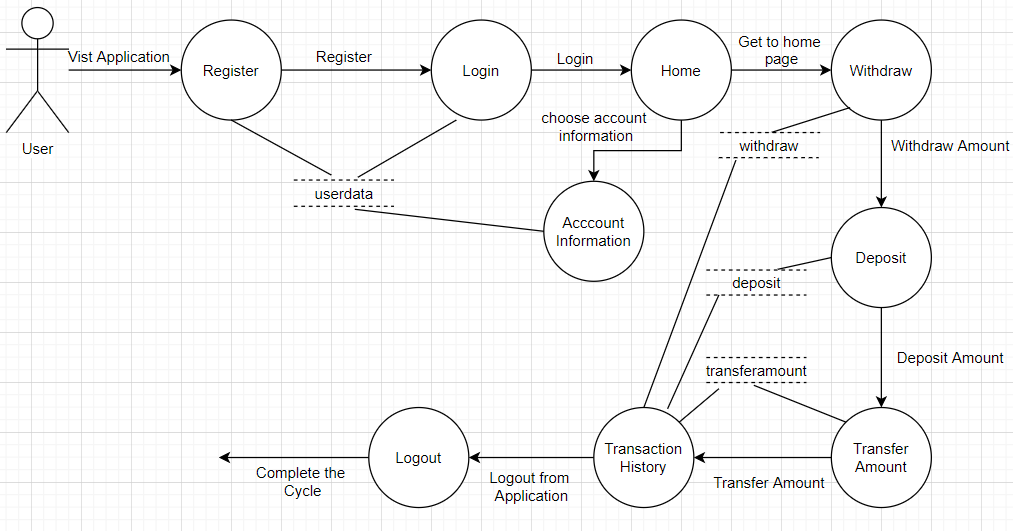 Vist Application
Register
Register
Login
Login
Home
Get to home
page
Withdraw
User
choose account
information
withdraw
Withdraw Amount
userdata
Acccount
Information
Deposit
deposit
Deposit Amount
transferamount
Complete the
Cycle
Logout
Logout from
Application
Transaction
History
Transfer Amount
Transfer
Amount